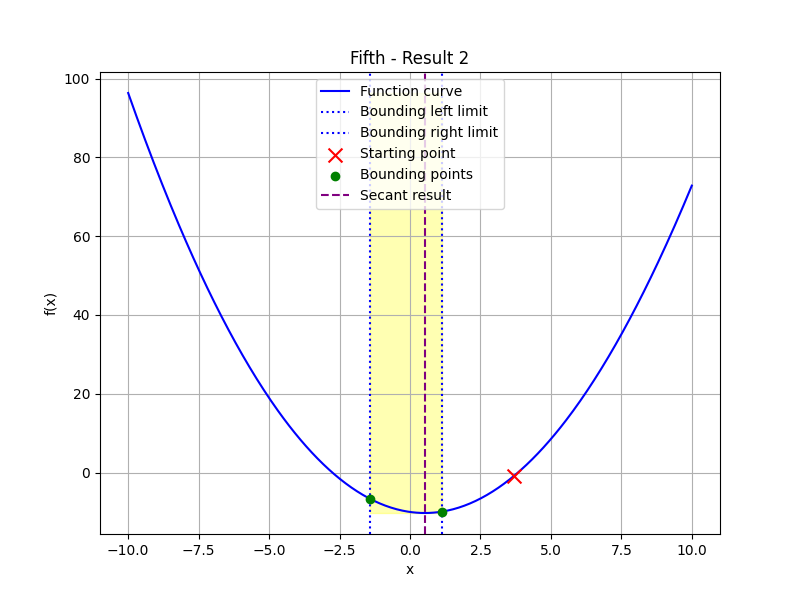 Fifth - Result 2
100
80
60
40
20
0
f(x)
Function curve
Bounding left limit
Bounding right limit
Starting point
Bounding points
Secant result
−10.0 −7.5 −5.0 −2.5 0.0 2.5 5.0 7.5 10.0
x